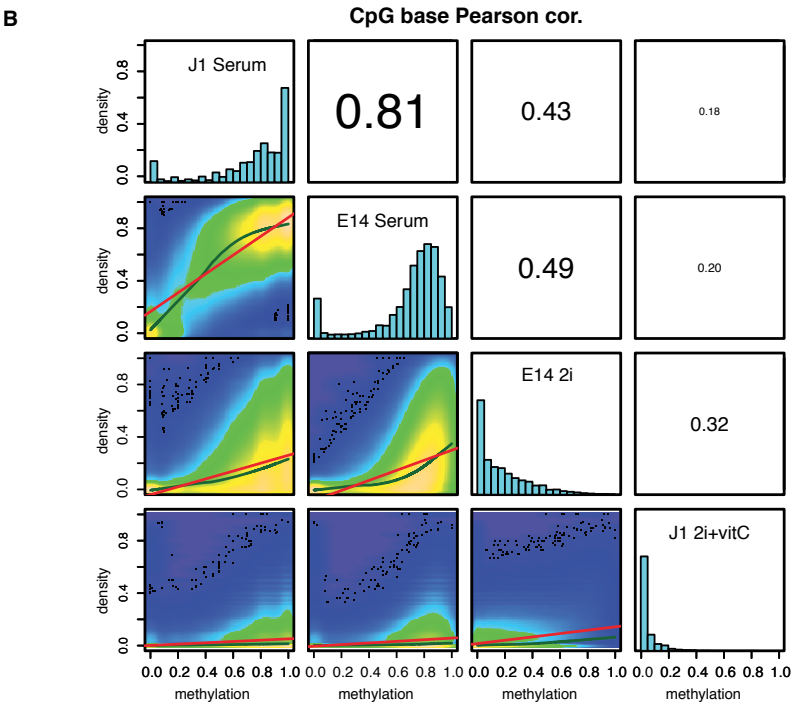 B
CpG base Pearson cor.
density
0.0 0.4 0.8
J1 Serum
0.81
0.43
0.18
density
0.0 0.4 0.8
E14 Serum
0.49
0.20
density
0.0 0.4 0.8
E14 2i
0.32
density
0.0 0.4 0.8
J1 2i+vitC
0.0 0.2 0.4 0.6 0.8 1.0 0.0 0.2 0.4 0.6 0.8 1.0 0.0 0.2 0.4 0.6 0.8 1.0 0.0 0.2 0.4 0.6 0.8 1.0
methylation methylation methylation methylation